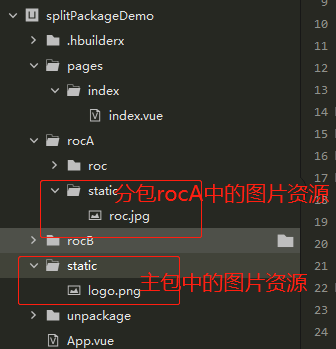 splitPackageDemo
.hbuilderx
pages
index
index.vue
rocA
roc
static
分包rocA中的图片资源
roc.jpg
rocB
static
主包中的图片资源
logo.png
unpackage
App.vue
9
10
11
12
13
14
15
16
17
18
19
20
21
22
23
24